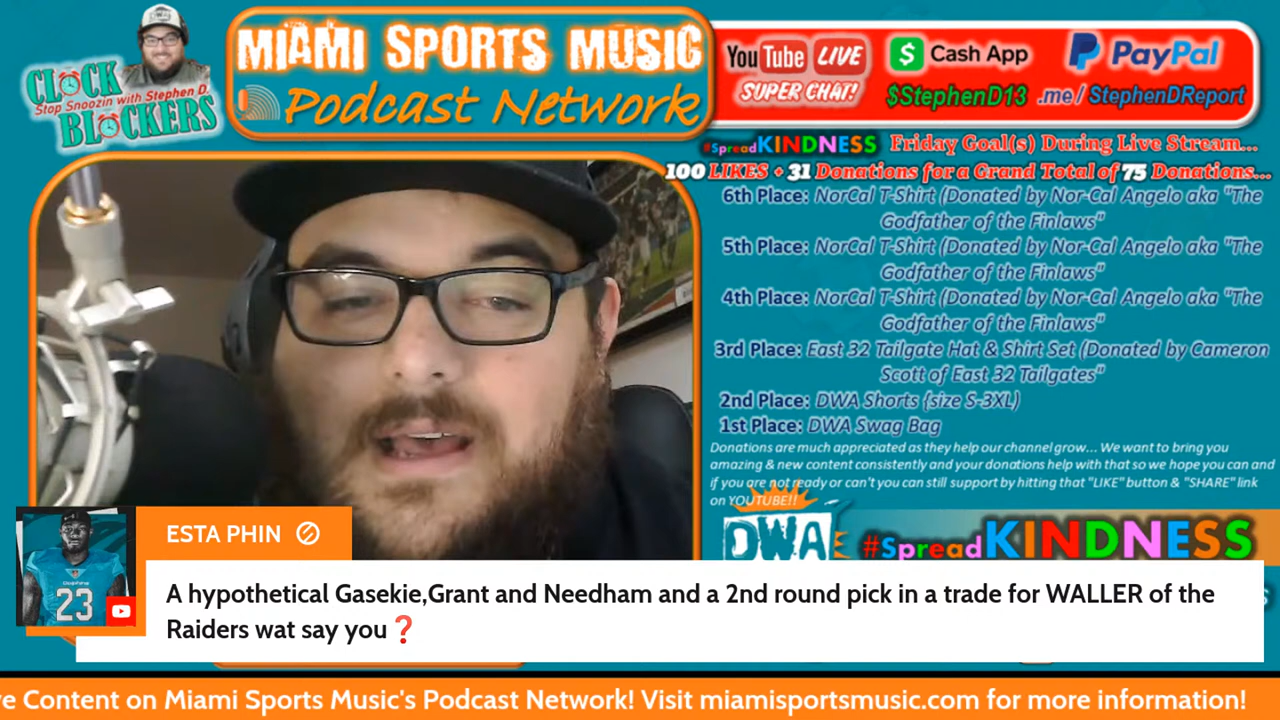 CLOCK
Stop Snoozin with Stephen D.
BLOCKERS
DWA
MIAMI SPORTS MUSIC
Podcast Network
YouTube LIVE
SUPER CHAT!
$ Cash App
$StephenD13
PayPal
.me/StephenDReport
#SpreadKINDNESS Friday Goal(s) During Live Stream...
100 LIKES + 31 Donations for a Grand Total of 75 Donations...
6th Place: NorCal T-Shirt (Donated by Nor-Cal Angelo aka "The
Godfather of the Finlaws"
5th Place: NorCal T-Shirt (Donated by Nor-Cal Angelo aka "The
Godfather of the Finlaws"
4th Place: NorCal T-Shirt (Donated by Nor-Cal Angelo aka "The
Godfather of the Finlaws"
3rd Place: East 32 Tailgate Hat & Shirt Set (Donated by Cameron
Scott of East 32 Tailgates"
2nd Place: DWA Shorts (size S-3XL)
1st Place: DWA Swag Bag
Donations are much appreciated as they help our channel grow... We want to bring you
amazing & new content consistently and your donations help with that so we hope you can and
if you are not ready or can't you can still support by hitting that "LIKE" button & "SHARE" link
on YOUTUBE!!
DWA
#SpreadKINDNESS
23
ESTA PHIN
A hypothetical Gasekie,Grant and Needham and a 2nd round pick in a trade for WALLER of the
Raiders wat say you❓
ve Content on Miami Sports Music's Podcast Network! Visit miamisportsmusic.com for more information!